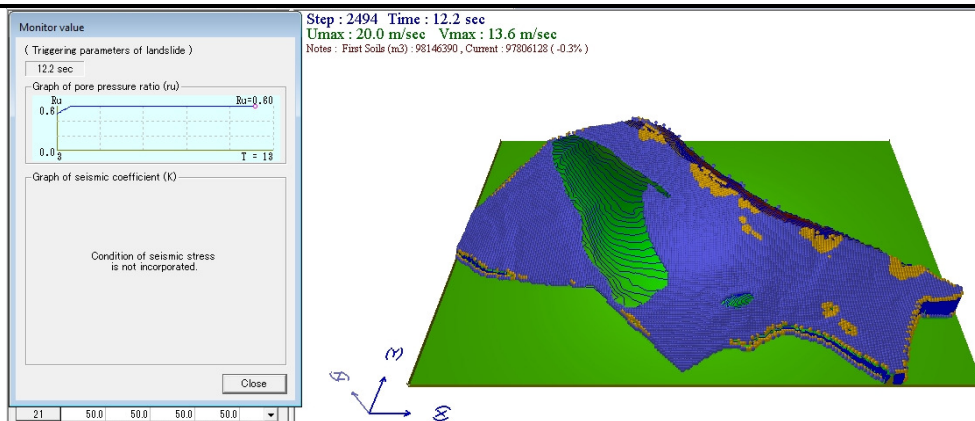 Monitor value
( Triggering parameters of landslide )
12.2 sec
Graph of pore pressure ratio (ru)
Ru
Ru=0.60
0.6
0.0
3
T = 13
Graph of seismic coefficient (K)
Condition of seismic stress
is not incorporated.
Close
21 50.0 50.0 50.0 50.0
Step : 2494 Time : 12.2 sec
Umax : 20.0 m/sec Vmax : 13.6 m/sec
Notes : First Soils (m3) : 98146390 , Current : 97806128 ( -0.3% )
(Y)
(Z)
(X)